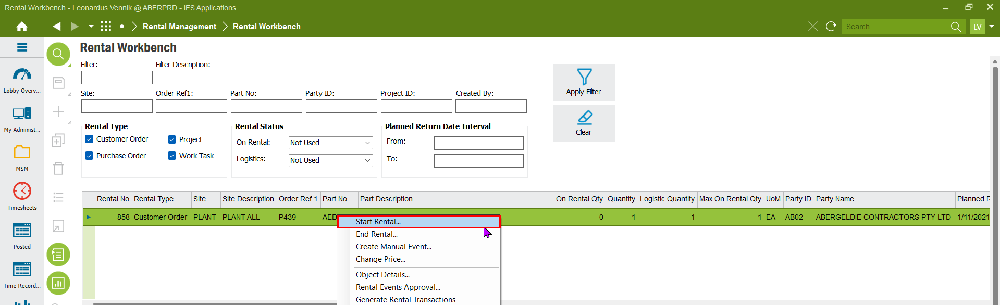 Rental Workbench - Leonardus Vennik @ ABERPRD - IFS Applications
Rental Management Rental Workbench Search... LV
Rental Workbench
Filter: Filter Description:
Apply Filter
Site: Order Ref1: Part No: Party ID: Project ID: Created By:
Clear
Rental Type Rental Status Planned Return Date Interval
Customer Order Project On Rental: Not Used From:
Purchase Order Work Task Logistics: Not Used To:
Lobby Overv...
My Administ...
MSM
Timesheets
Posted
Time Record...
Rental No Rental Type Site Site Description Order Ref 1 Part No Part Description On Rental Qty Quantity Logistic Quantity Max On Rental Qty UoM Party ID Party Name Planned R
858 Customer Order PLANT PLANT ALL P439 AED 0 1 1 1 EA AB02 ABERGELDIE CONTRACTORS PTY LTD 1/11/2021
Start Rental...
End Rental...
Create Manual Event...
Change Price...
Object Details...
Rental Events Approval...
Generate Rental Transactions